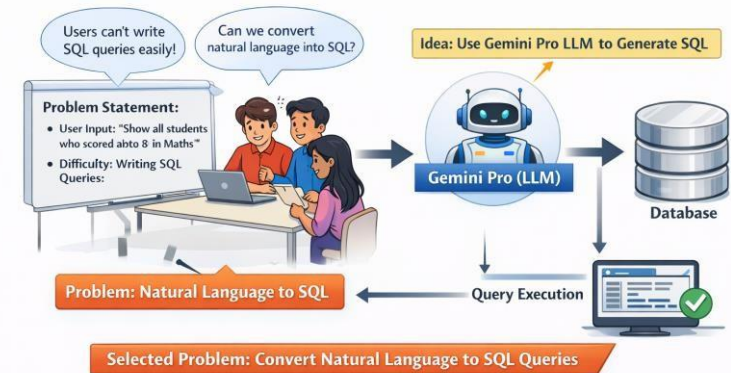 Users can't write
SQL queries easily!
Can we convert
natural language into SQL?
Idea: Use Gemini Pro LLM to Generate SQL
Problem Statement:
• User Input: "Show all students
who scored abto 8 in Maths"
• Difficulty: Writing SQL
Queries:
Gemini Pro (LLM)
Database
Problem: Natural Language to SQL
Query Execution
Selected Problem: Convert Natural Language to SQL Queries